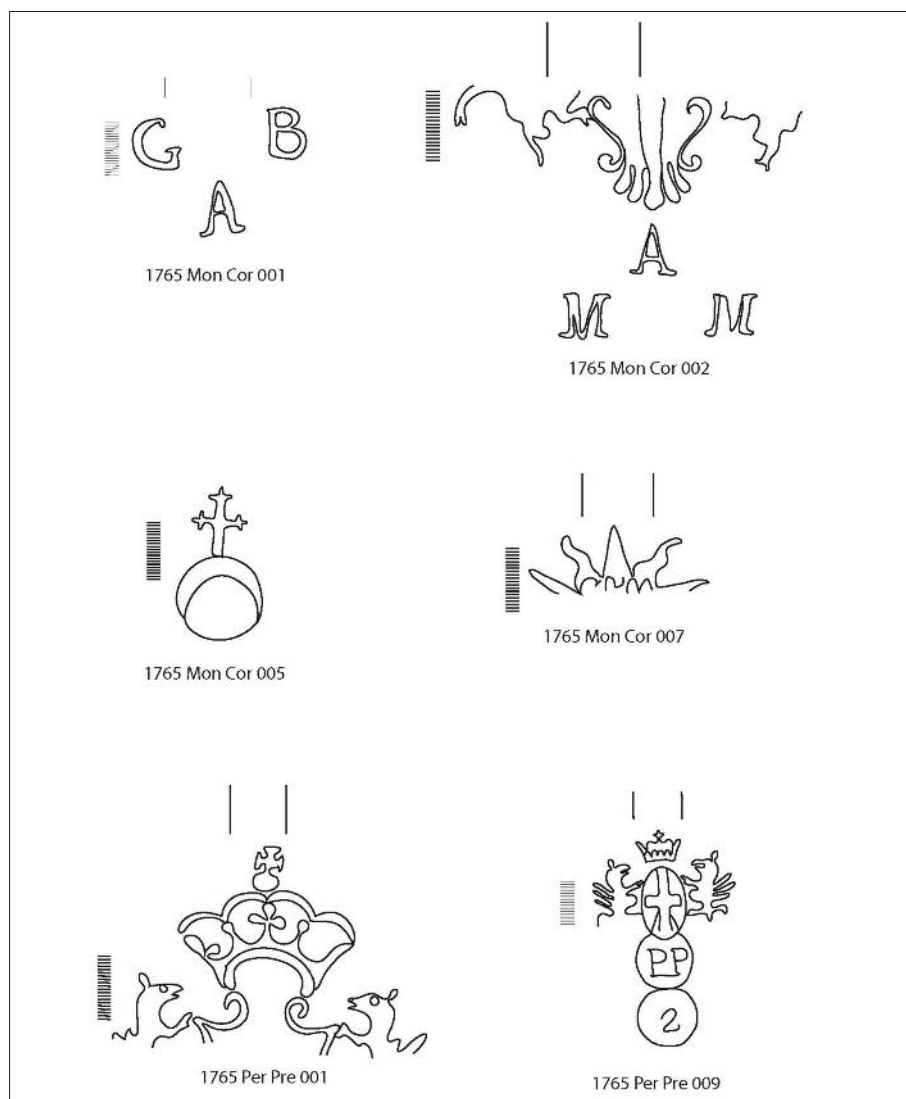 G B
A
1765 Mon Cor 001
A
M M
1765 Mon Cor 002
1765 Mon Cor 005
1765 Mon Cor 007
1765 Per Pre 001
PP
2
1765 Per Pre 009